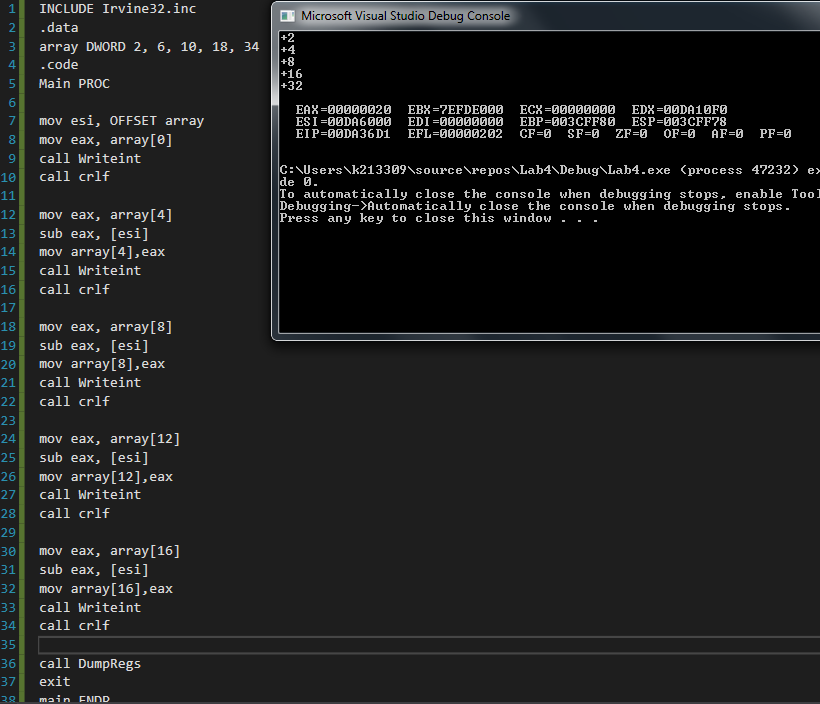 1 INCLUDE Irvine32.inc
2 .data
3 array DWORD 2, 6, 10, 18, 34
4 .code
5 Main PROC
6
7 mov esi, OFFSET array
8 mov eax, array[0]
9 call Writeint
10 call crlf
11
12 mov eax, array[4]
13 sub eax, [esi]
14 mov array[4],eax
15 call Writeint
16 call crlf
17
18 mov eax, array[8]
19 sub eax, [esi]
20 mov array[8],eax
21 call Writeint
22 call crlf
23
24 mov eax, array[12]
25 sub eax, [esi]
26 mov array[12],eax
27 call Writeint
28 call crlf
29
30 mov eax, array[16]
31 sub eax, [esi]
32 mov array[16],eax
33 call Writeint
34 call crlf
35
36 call DumpRegs
37 exit
38 main ENDP
Microsoft Visual Studio Debug Console
+2
+4
+8
+16
+32
EAX=00000020 EBX=7EFDE000 ECX=00000000 EDX=00DA10F0
ESI=00DA6000 EDI=00000000 EBP=003CFF80 ESP=003CFF78
EIP=00DA36D1 EFL=00000202 CF=0 SF=0 ZF=0 OF=0 AF=0 PF=0
C:\Users\k213309\source\repos\Lab4\Debug\Lab4.exe (process 47232) ex
de 0.
To automatically close the console when debugging stops, enable Tool
Debugging->Automatically close the console when debugging stops.
Press any key to close this window . . .